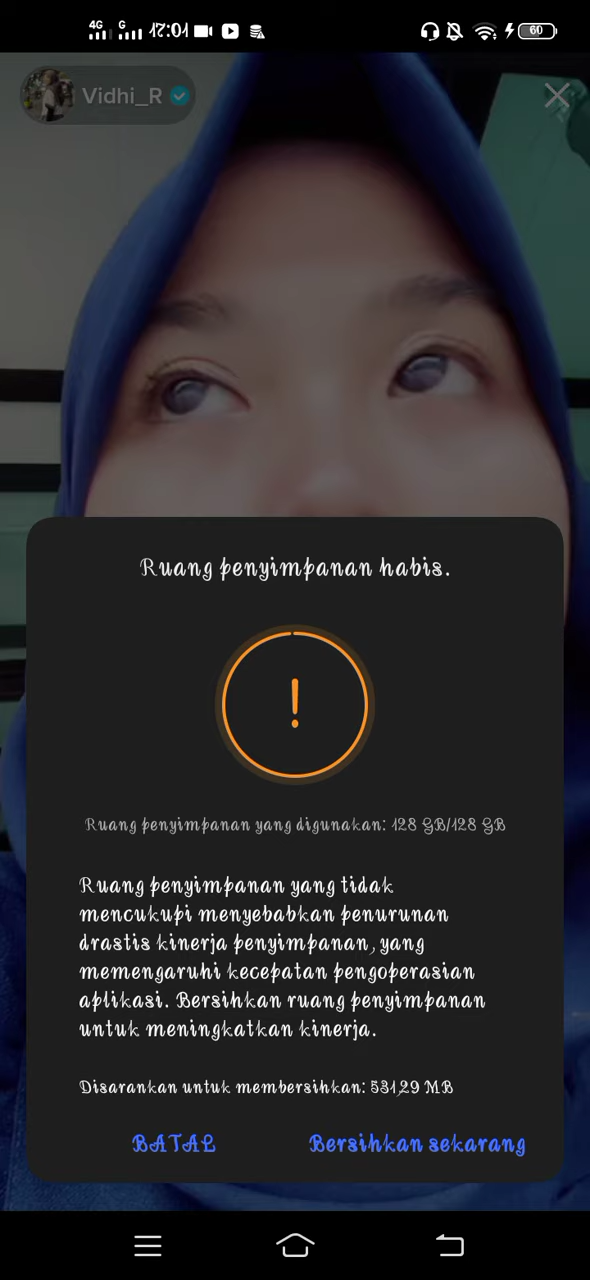 4G G 17:01 60
Vidhi_R
Ruang penyimpanan habis.
!
Ruang penyimpanan yang digunakan: 128 GB/128 GB
Ruang penyimpanan yang tidak
mencukupi menyebabkan penurunan
drastis kinerja penyimpanan, yang
memengaruhi kecepatan pengoperasian
aplikasi. Bersihkan ruang penyimpanan
untuk meningkatkan kinerja.
Disarankan untuk membersihkan: 531,29 MB
BATAL Bersihkan sekarang